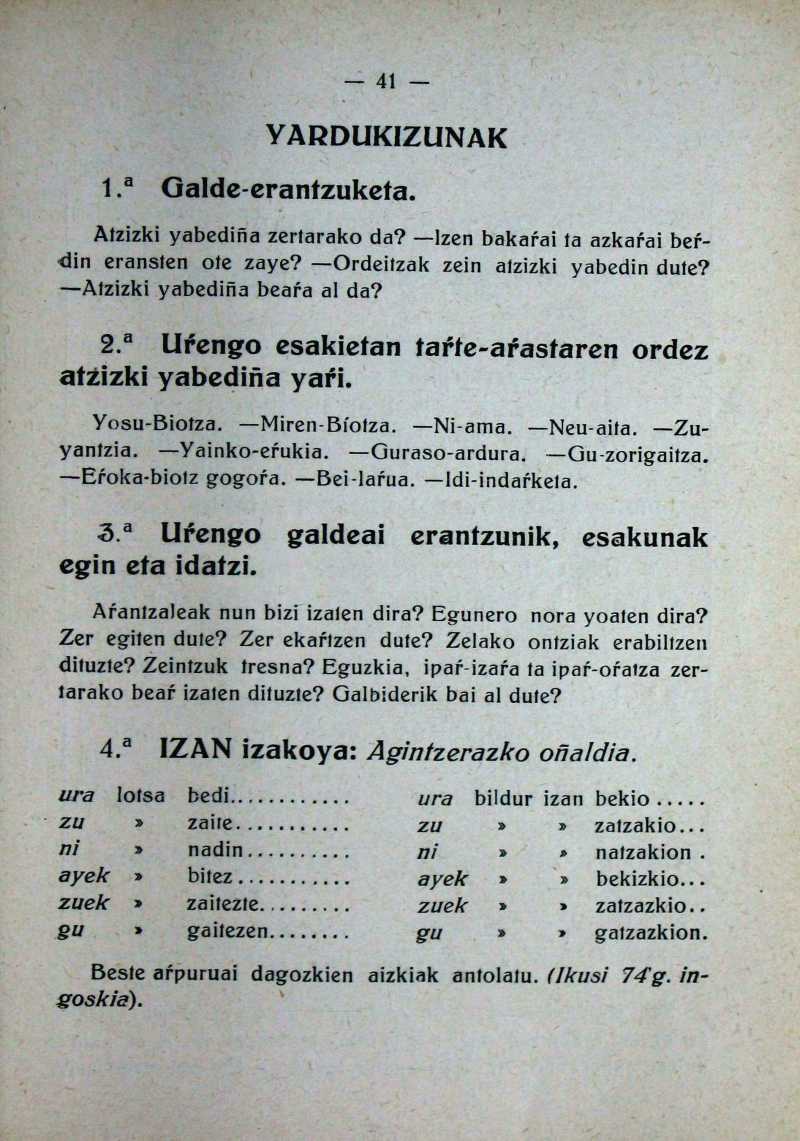 — 41 —
YARDUKIZUNAK
1.ª Galde-erantzuketa.
Atzizki yabediña zertarako da? —Izen bakaŕai ta azkaŕai beŕ-
din eransten ote zaye? —Ordeitzak zein atzizki yabedin dute?
—Atzizki yabediña beaŕa al da?
2.ª Uŕengo esakietan taŕte-aŕastaren ordez
atzizki yabediña yaŕi.
Yosu-Biotza. —Miren-Bíotza. —Ni-ama. —Neu-aita. —Zu-
yantzia. —Yainko-eŕukia. —Guraso-ardura. —Gu-zorigaitza.
—Eŕoka-biotz gogoŕa. —Bei-laŕua. —Idi-indaŕketa.
3.ª Uŕengo galdeai erantzunik, esakunak
egin eta idatzi.
Aŕantzaleak nun bizi izaten dira? Egunero nora yoaten dira?
Zer egiten dute? Zer ekaŕtzen dute? Zelako ontziak erabiltzen
dituzte? Zeintzuk tresna? Eguzkia, ipaŕ-izaŕa ta ipaŕ-oŕatza zer-
tarako beaŕ izaten dituzte? Galbiderik bai al dute?
4.ª IZAN izakoya: Agintzerazko oñaldia.
ura lotsa bedi............ ura bildur izan bekio .....
zu » zaite............ zu » » zatzakio...
ni » nadin........... ni » » natzakion .
ayek » bitez............ ayek » » bekizkio...
zuek » zaitezte.......... zuek » » zatzazkio..
gu » gaitezen........ gu » » gatzazkion.
Beste aŕpuruai dagozkien aizkiak antolatu. (Ikusi 74'g. in-
goskia).